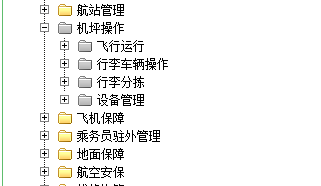 航站管理
机坪操作
飞行运行
行李车辆操作
行李分拣
设备管理
飞机保障
乘务员驻外管理
地面保障
航空安保